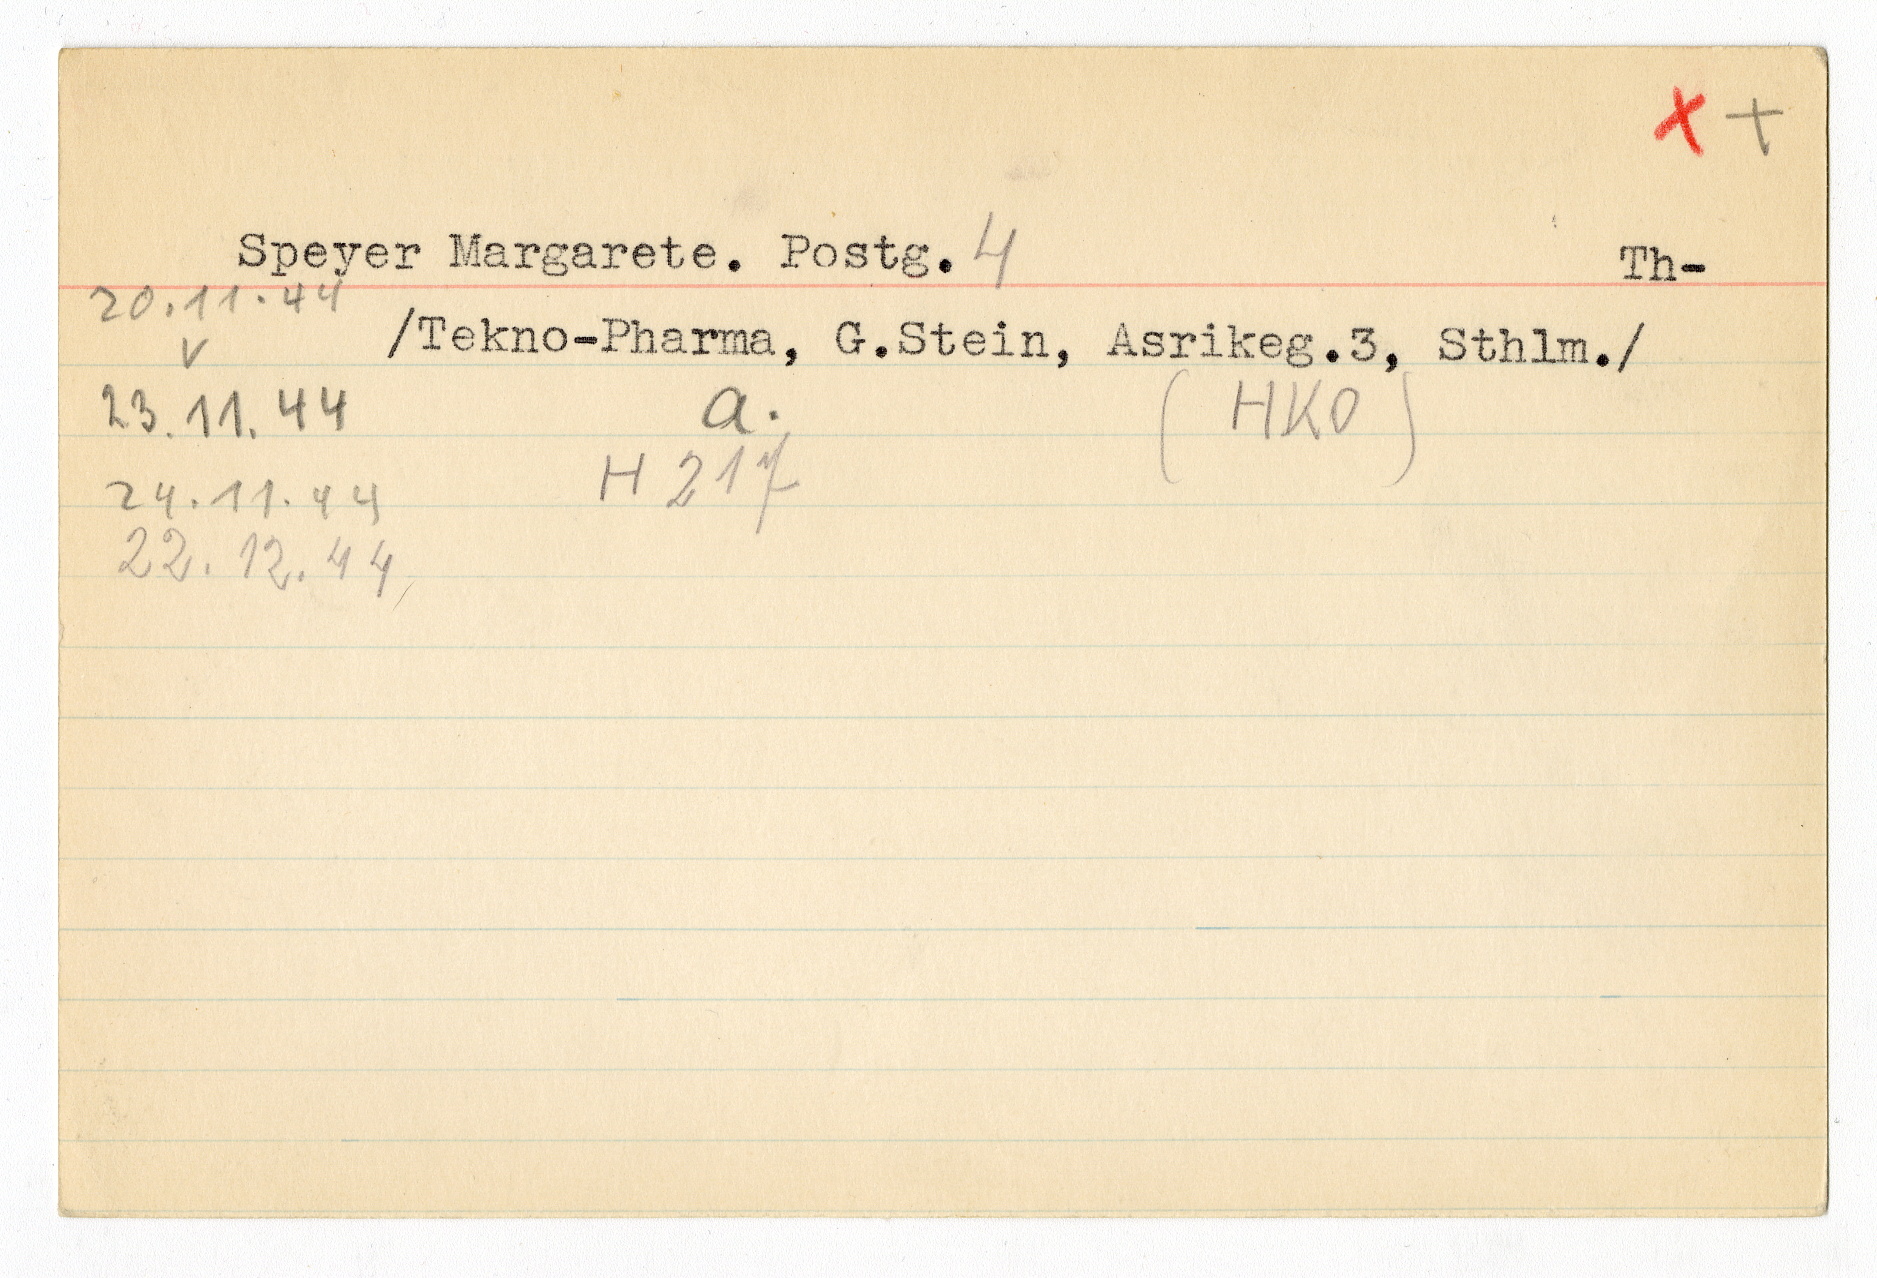 x +
Speyer Margarete. Postg. 4 Th-
20.11.44
v /Tekno-Pharma, G.Stein, Asrikeg.3, Sthlm./
23.11.44 a. (HKO)
24.11.44 H 217
22.12.44